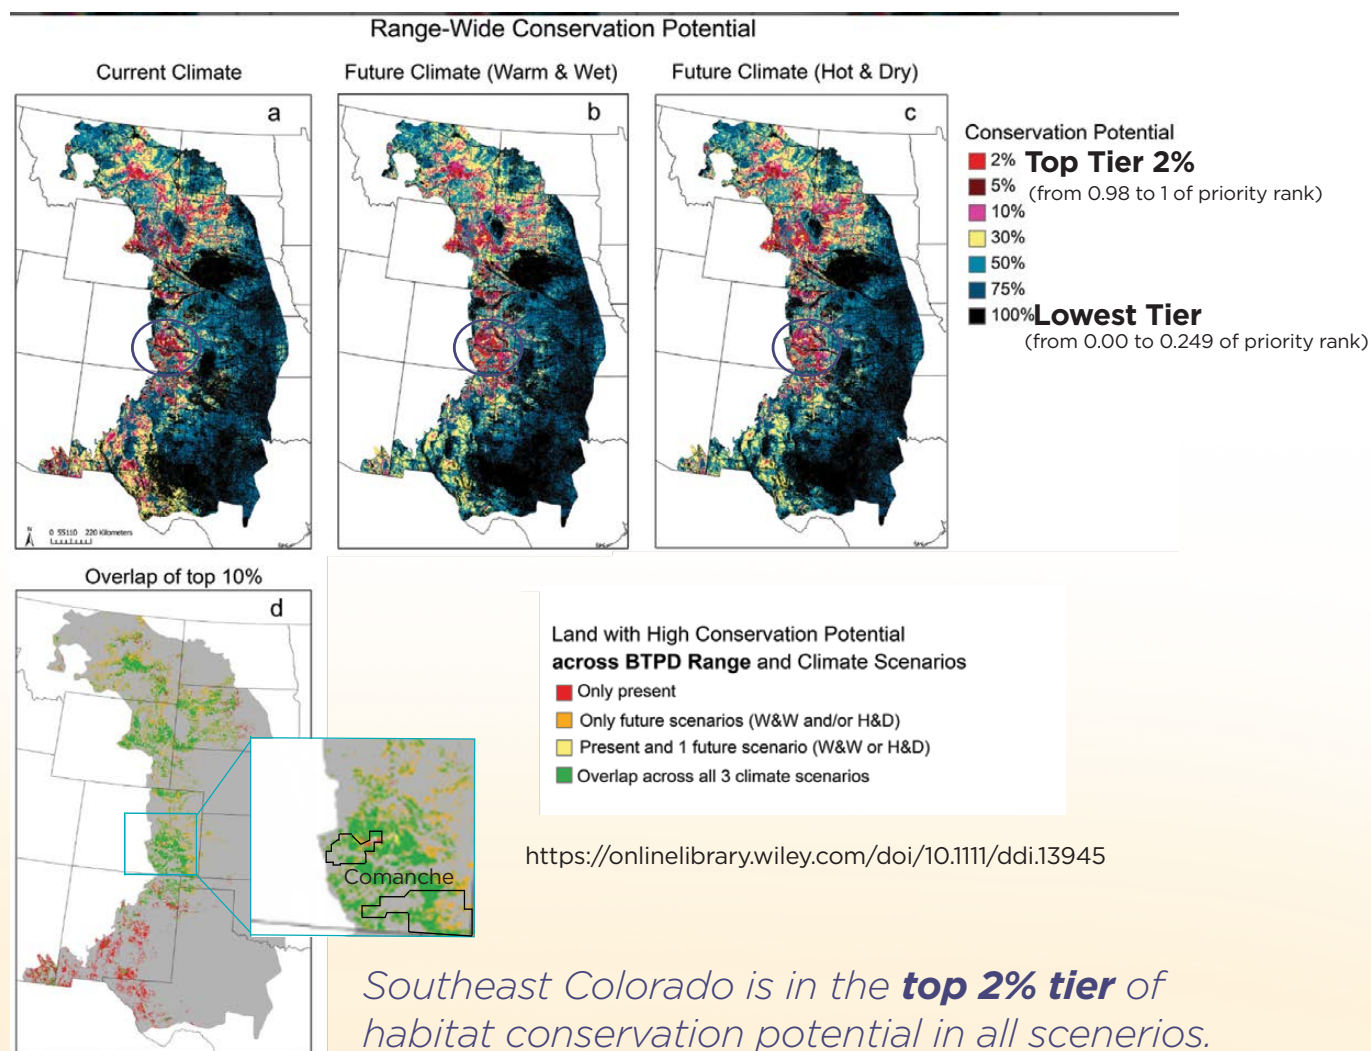 Range-Wide Conservation Potential
Current Climate
Future Climate (Warm & Wet)
Future Climate (Hot & Dry)
a
b
c
N
0 55110 220 Kilometers
Conservation Potential
2% Top Tier 2%
(from 0.98 to 1 of priority rank)
5%
10%
30%
50%
75%
100% Lowest Tier
(from 0.00 to 0.249 of priority rank)
Overlap of top 10%
d
Comanche
Land with High Conservation Potential
across BTPD Range and Climate Scenarios
Only present
Only future scenarios (W&W and/or H&D)
Present and 1 future scenario (W&W or H&D)
Overlap across all 3 climate scenarios
https://onlinelibrary.wiley.com/doi/10.1111/ddi.13945
Southeast Colorado is in the top 2% tier of
habitat conservation potential in all scenerios.